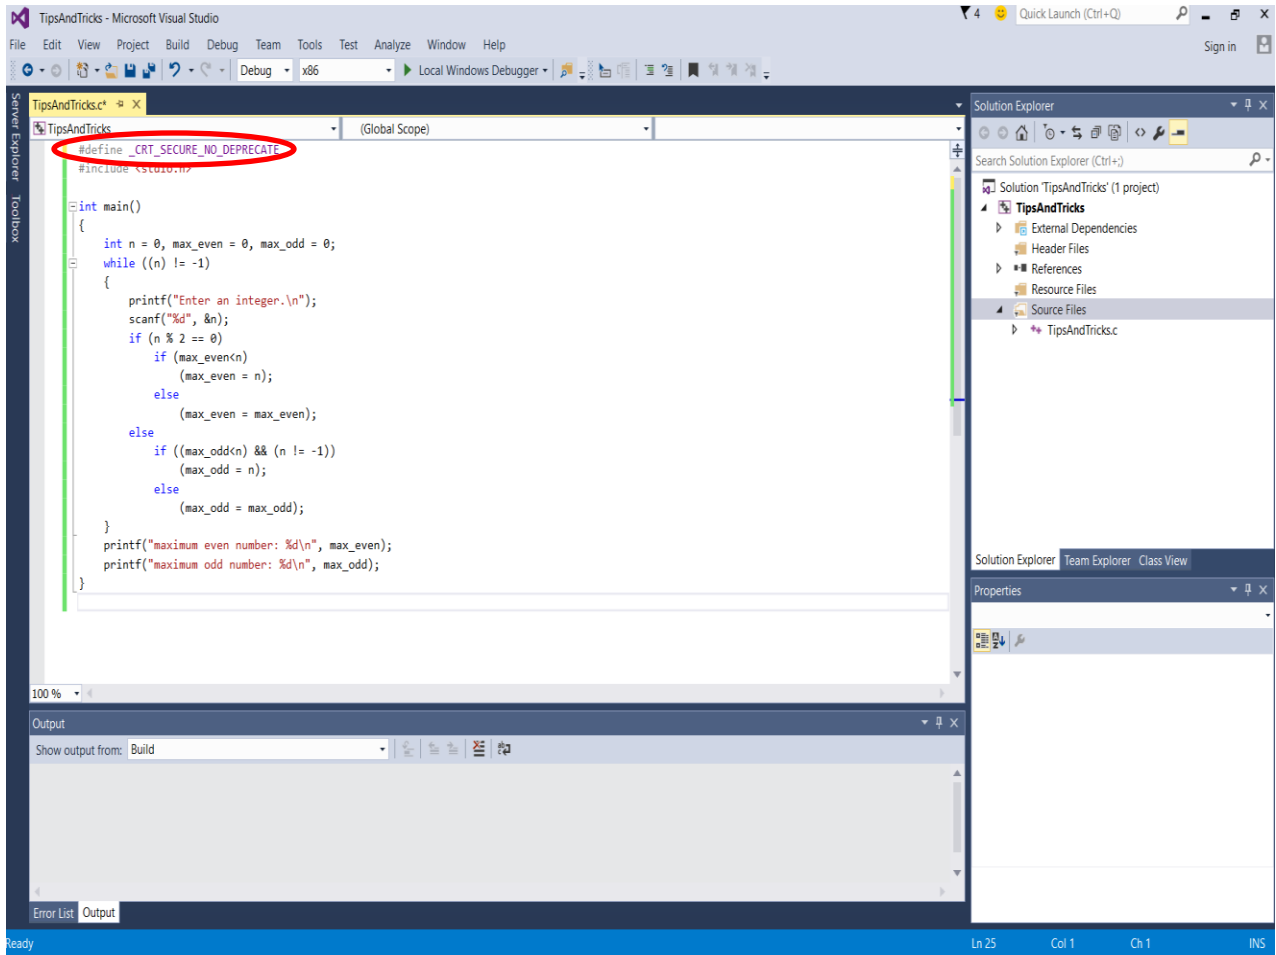 TipsAndTricks - Microsoft Visual Studio
4
Quick Launch (Ctrl+Q)
File Edit View Project Build Debug Team Tools Test Analyze Window Help
Sign in
Debug x86 Local Windows Debugger
Server Explorer
Toolbox
TipsAndTricks.c*
TipsAndTricks
(Global Scope)
#define _CRT_SECURE_NO_DEPRECATE
#include <stdio.h>
int main()
{
int n = 0, max_even = 0, max_odd = 0;
while ((n) != -1)
{
printf("Enter an integer.\n");
scanf("%d", &n);
if (n % 2 == 0)
if (max_even<n)
(max_even = n);
else
(max_even = max_even);
else
if ((max_odd<n) && (n != -1))
(max_odd = n);
else
(max_odd = max_odd);
}
printf("maximum even number: %d\n", max_even);
printf("maximum odd number: %d\n", max_odd);
}
100 %
Output
Show output from: Build
Error List Output
Solution Explorer
Search Solution Explorer (Ctrl+;)
Solution 'TipsAndTricks' (1 project)
TipsAndTricks
External Dependencies
Header Files
References
Resource Files
Source Files
TipsAndTricks.c
Solution Explorer Team Explorer Class View
Properties
Ready
Ln 25 Col 1 Ch 1 INS